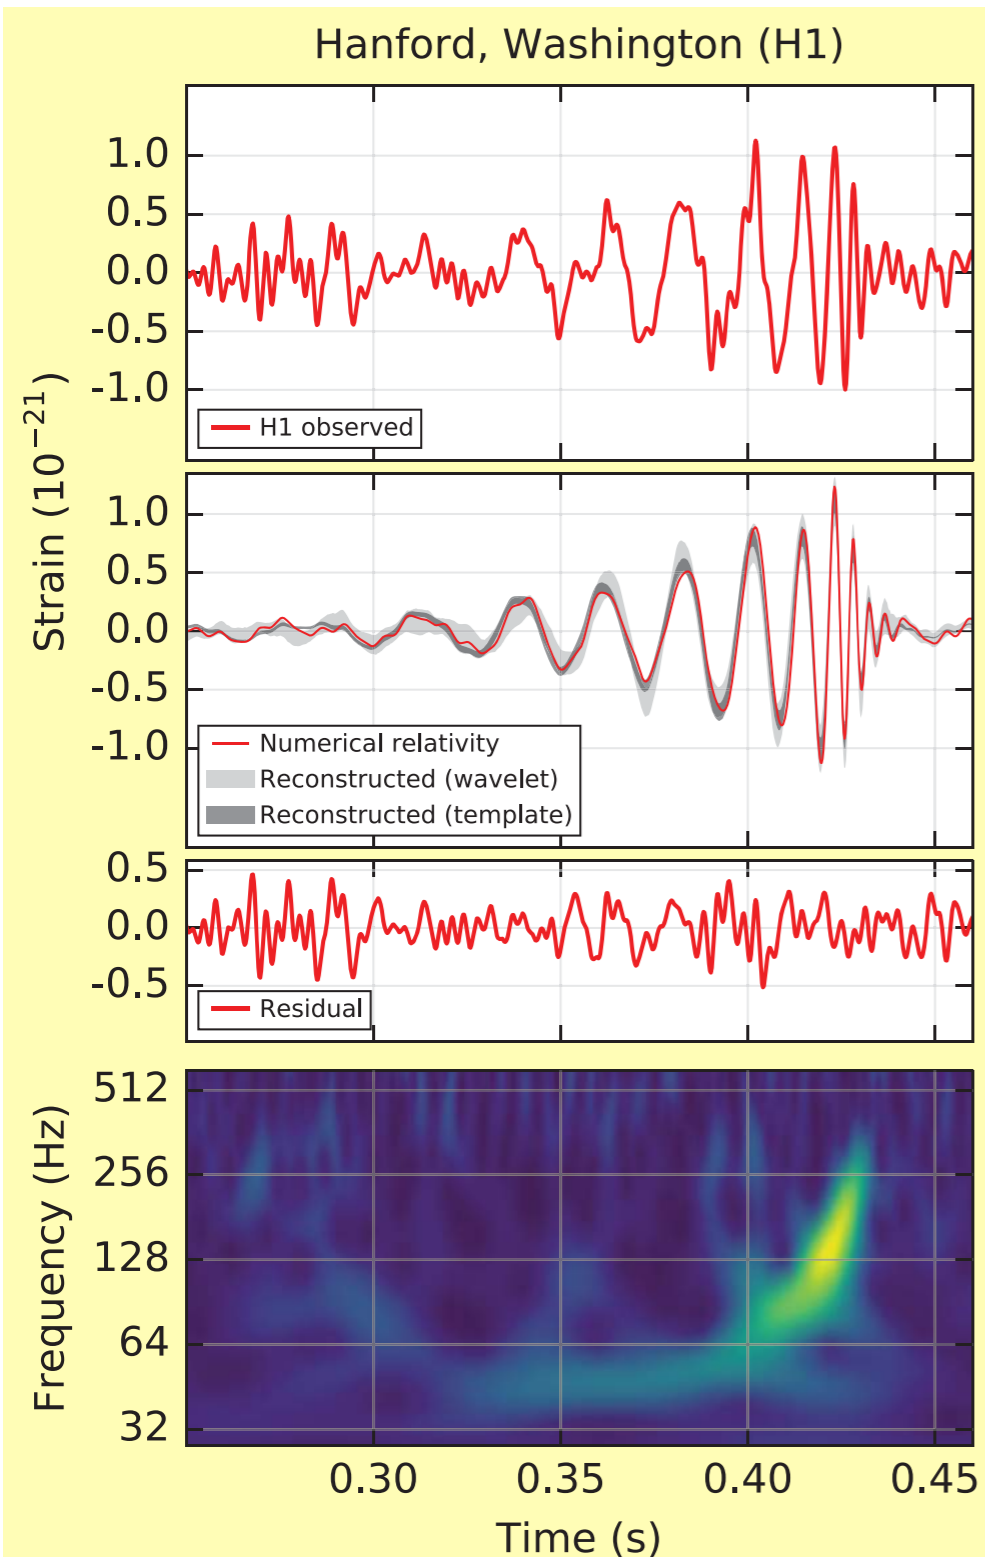 Hanford, Washington (H1)
Strain (10⁻²¹)
1.0
0.5
0.0
-0.5
-1.0
H1 observed
1.0
0.5
0.0
-0.5
-1.0
Numerical relativity
Reconstructed (wavelet)
Reconstructed (template)
0.5
0.0
-0.5
Residual
Frequency (Hz)
512
256
128
64
32
0.30 0.35 0.40 0.45
Time (s)